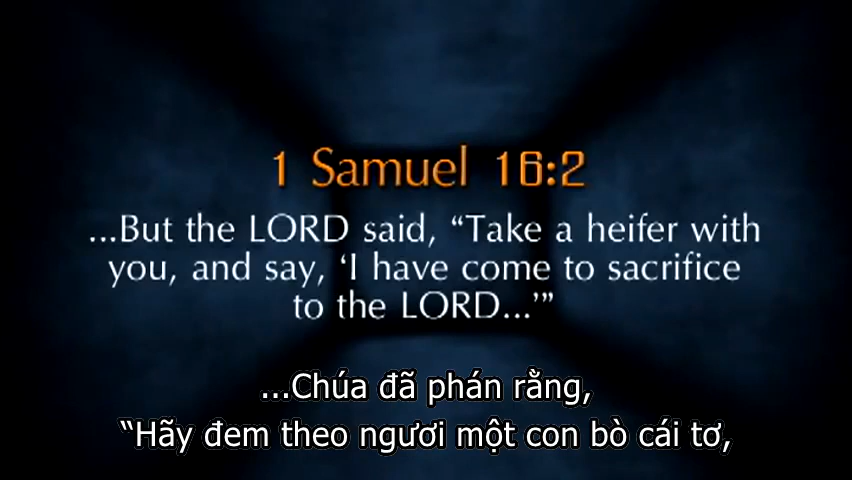 1 Samuel 16:2
...But the LORD said, “Take a heifer with
you, and say, ‘I have come to sacrifice
to the LORD...’”
...Chúa đã phán rằng,
“Hãy đem theo ngươi một con bò cái tơ,